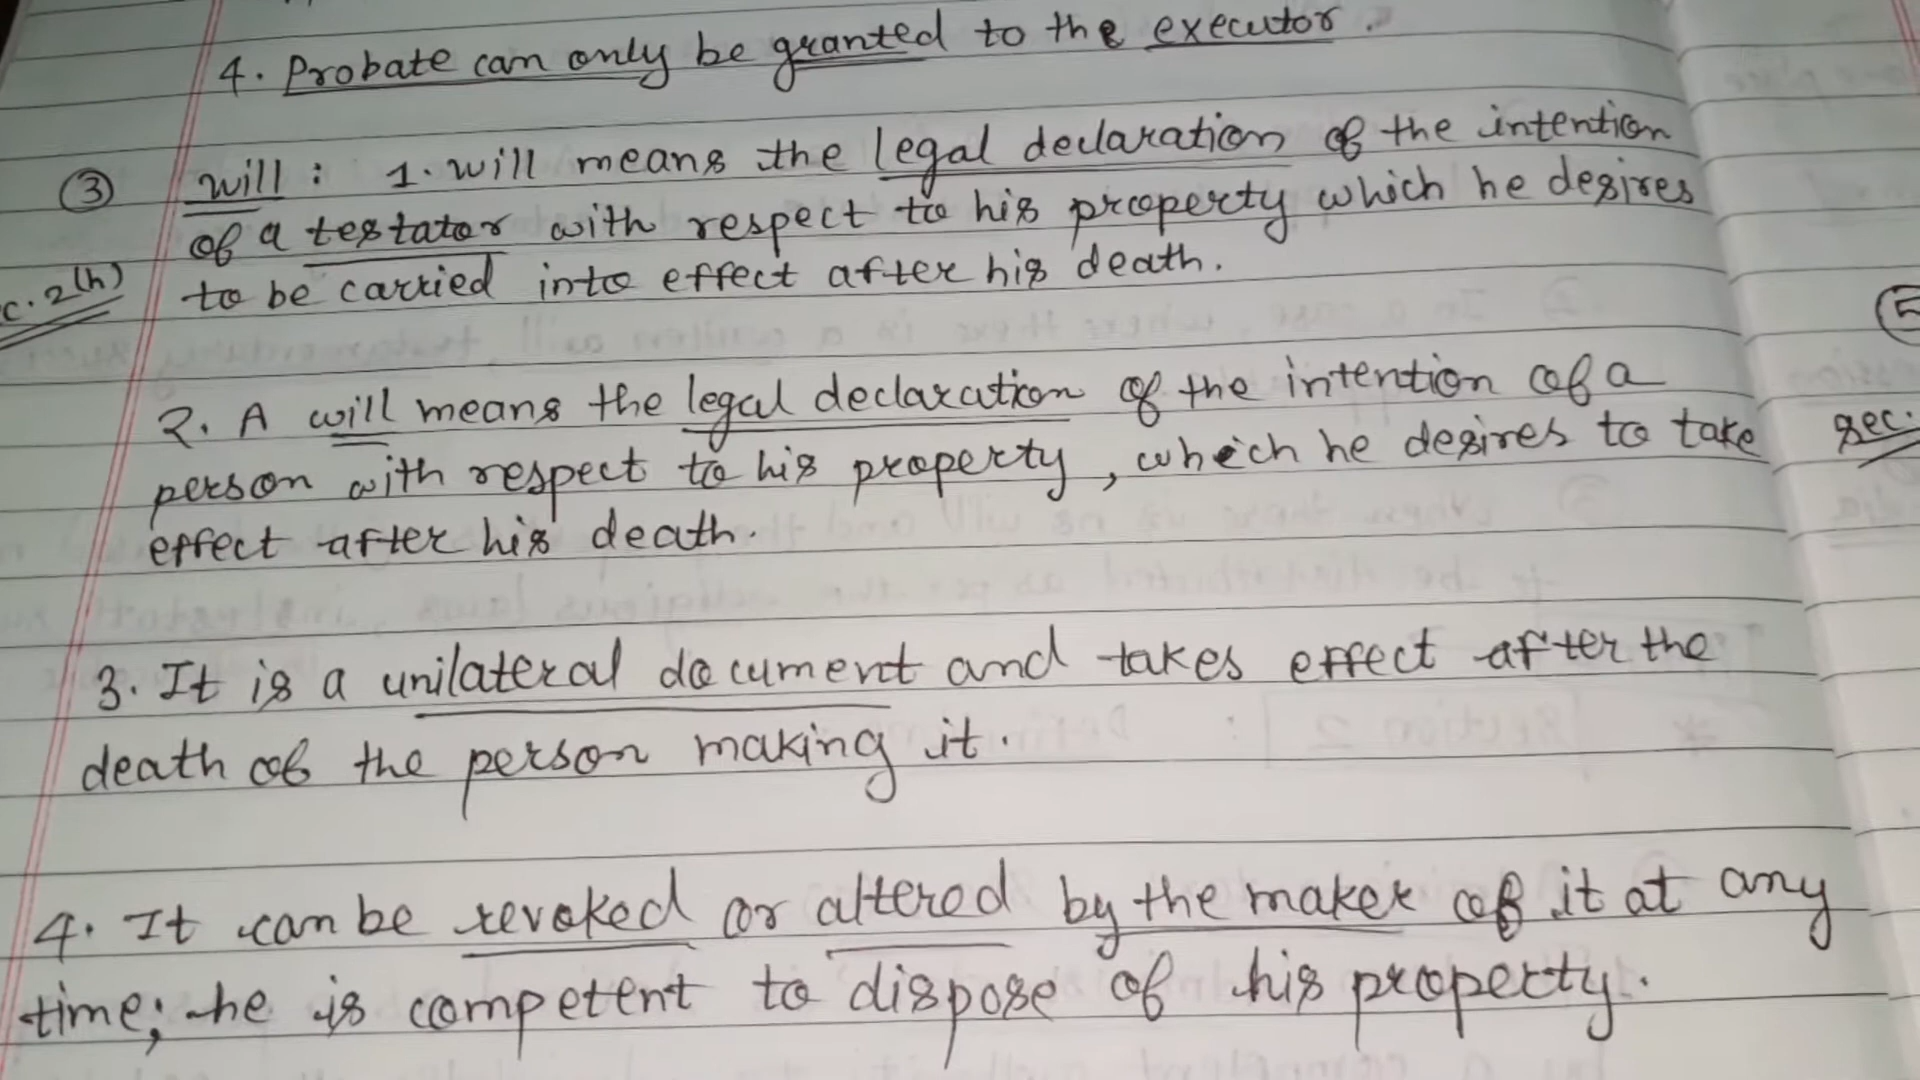 4. Probate can only be granted to the executor.
③ Will : 1. Will means the legal declaration of the intention
of a testator with respect to his property which he desires
c. 2(h)
to be carried into effect after his death.
2. A will means the legal declaration of the intention of a
person with respect to his property, which he desires to take
sec.
effect after his death.
3. It is a unilateral document and takes effect after the
death of the person making it.
4. It can be revoked or altered by the maker of it at any
time; he is competent to dispose of his property.